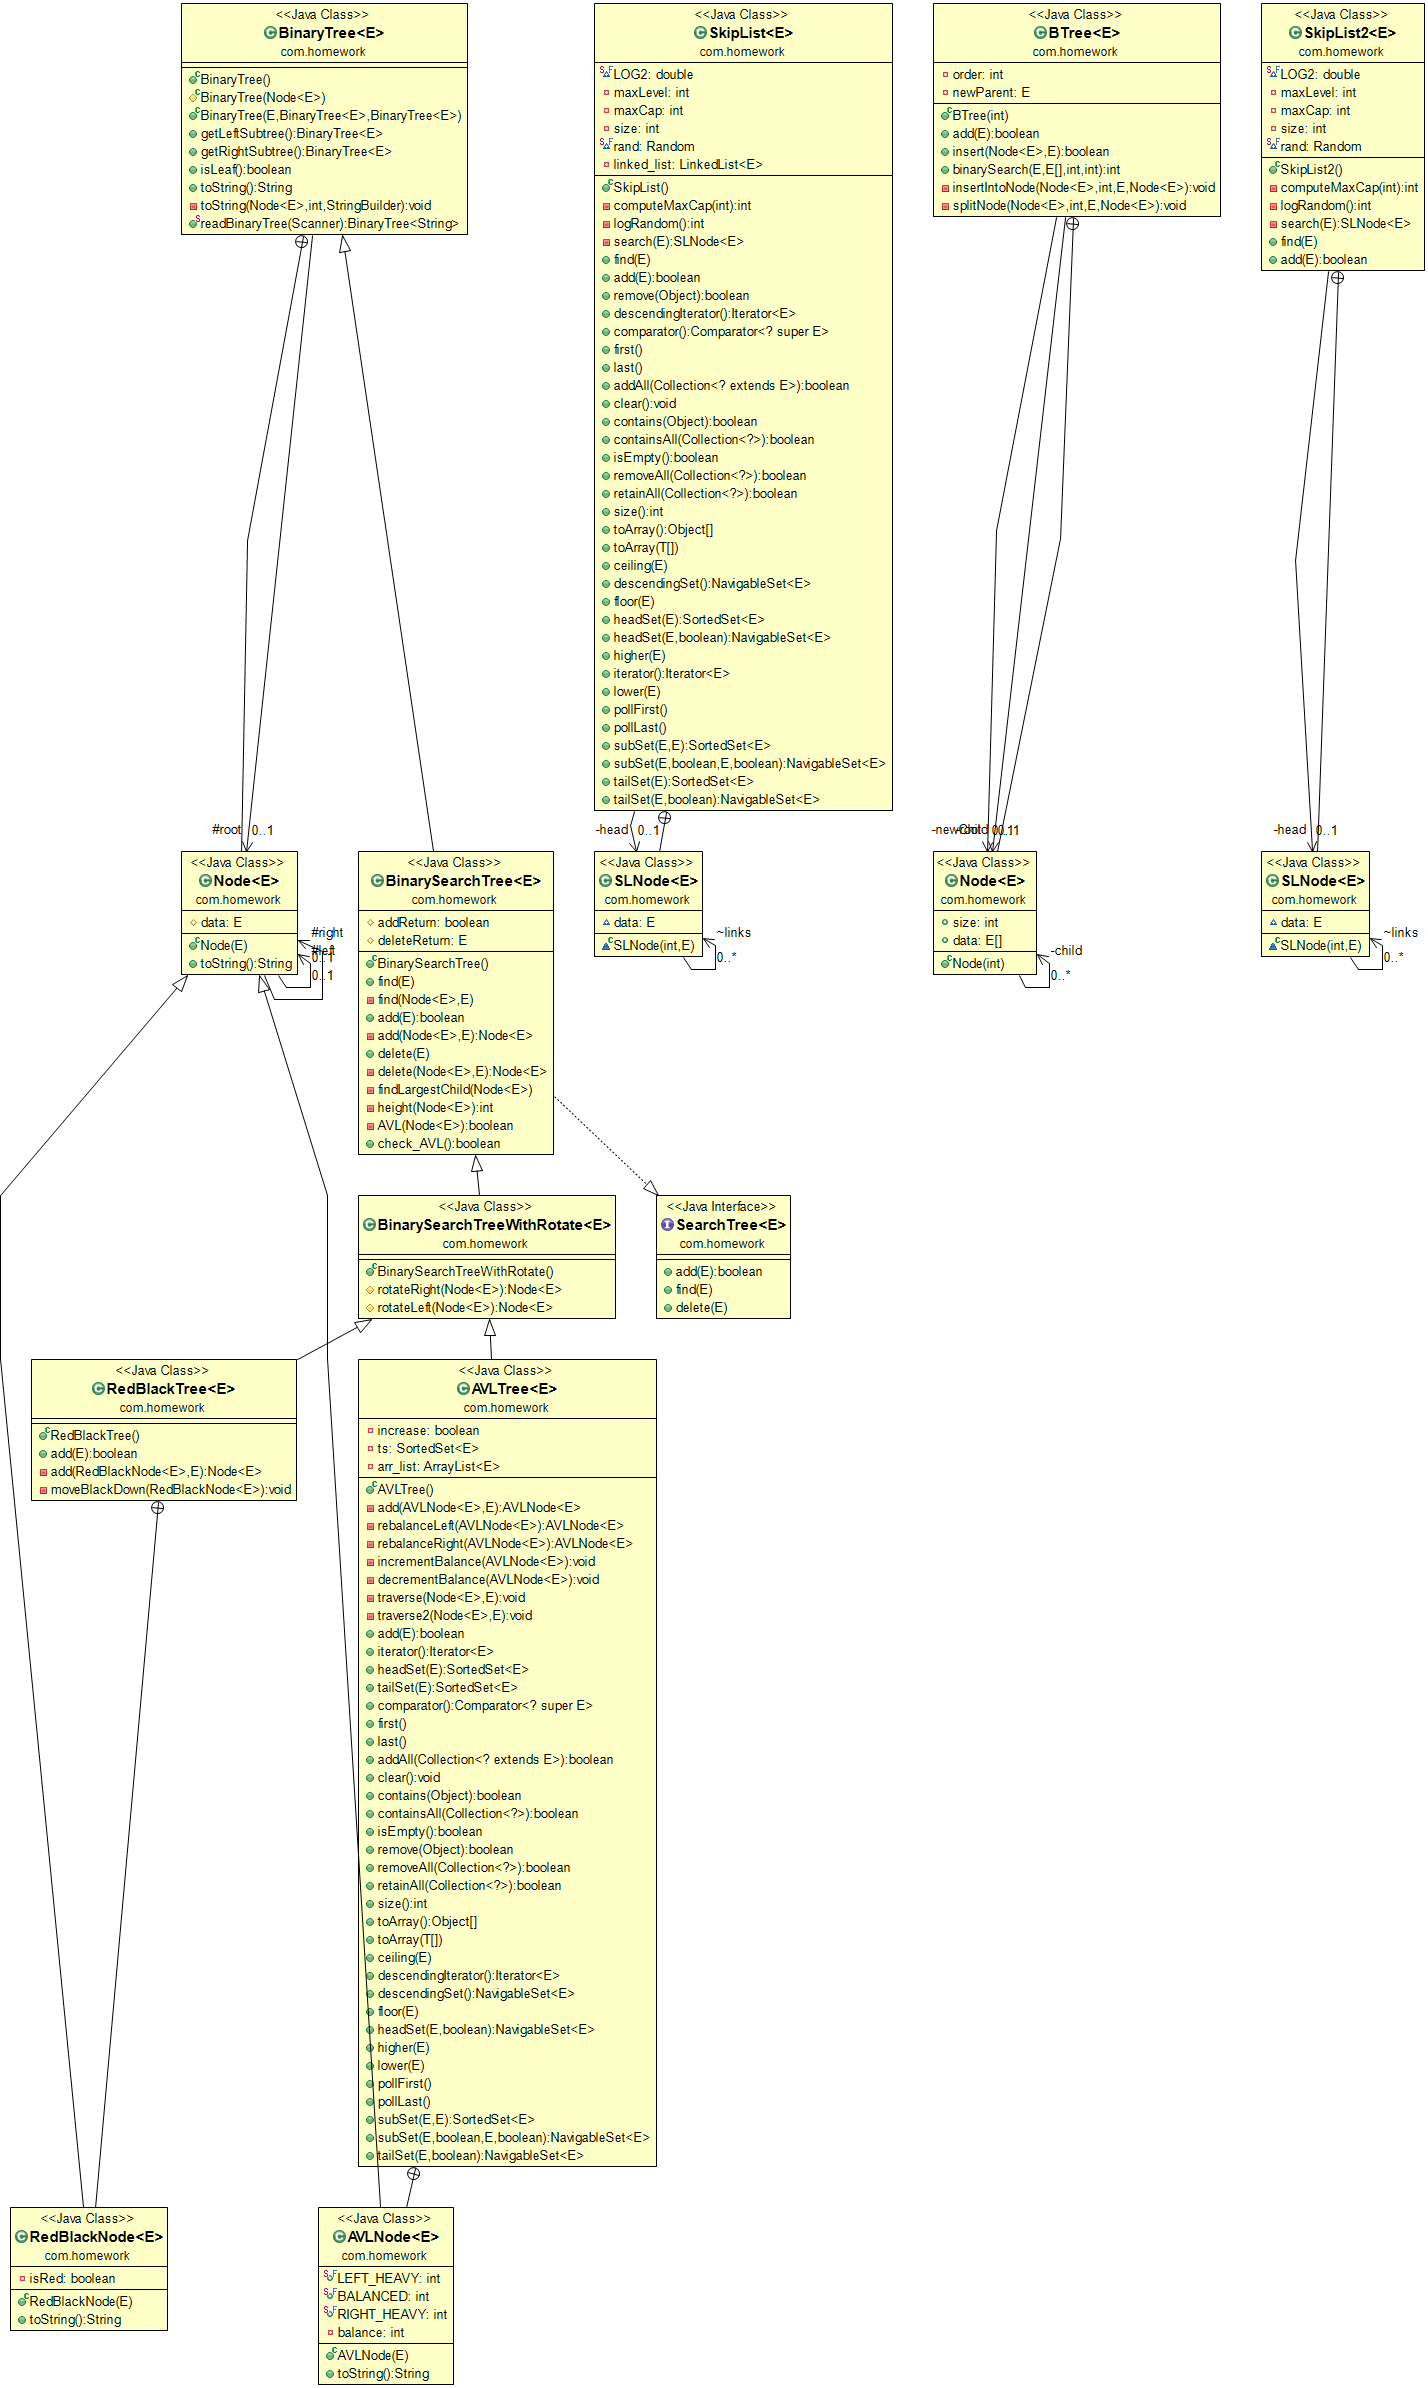 <<Java Class>>
BinaryTree<E>
com.homework
BinaryTree()
BinaryTree(Node<E>)
BinaryTree(E,BinaryTree<E>,BinaryTree<E>)
getLeftSubtree():BinaryTree<E>
getRightSubtree():BinaryTree<E>
isLeaf():boolean
toString():String
toString(Node<E>,int,StringBuilder):void
readBinaryTree(Scanner):BinaryTree<String>
<<Java Class>>
SkipList<E>
com.homework
LOG2: double
maxLevel: int
maxCap: int
size: int
rand: Random
linked_list: LinkedList<E>
SkipList()
computeMaxCap(int):int
logRandom():int
search(E):SLNode<E>
find(E)
add(E):boolean
remove(Object):boolean
descendingIterator():Iterator<E>
comparator():Comparator<? super E>
first()
last()
addAll(Collection<? extends E>):boolean
clear():void
contains(Object):boolean
containsAll(Collection<?>):boolean
isEmpty():boolean
removeAll(Collection<?>):boolean
retainAll(Collection<?>):boolean
size():int
toArray():Object[]
toArray(T[])
ceiling(E)
descendingSet():NavigableSet<E>
floor(E)
headSet(E):SortedSet<E>
headSet(E,boolean):NavigableSet<E>
higher(E)
iterator():Iterator<E>
lower(E)
pollFirst()
pollLast()
subSet(E,E):SortedSet<E>
subSet(E,boolean,E,boolean):NavigableSet<E>
tailSet(E):SortedSet<E>
tailSet(E,boolean):NavigableSet<E>
<<Java Class>>
BTree<E>
com.homework
order: int
newParent: E
BTree(int)
add(E):boolean
insert(Node<E>,E):boolean
binarySearch(E,E[],int,int):int
insertIntoNode(Node<E>,int,E,Node<E>):void
splitNode(Node<E>,int,E,Node<E>):void
<<Java Class>>
SkipList2<E>
com.homework
LOG2: double
maxLevel: int
maxCap: int
size: int
rand: Random
SkipList2()
computeMaxCap(int):int
logRandom():int
search(E):SLNode<E>
find(E)
add(E):boolean
#root 0..1
-head 0..1
-head 0..1
<<Java Class>>
Node<E>
com.homework
data: E
Node(E)
toString():String
#right
#left
0..1
0..1
<<Java Class>>
BinarySearchTree<E>
com.homework
addReturn: boolean
deleteReturn: E
BinarySearchTree()
find(E)
find(Node<E>,E)
add(E):boolean
add(Node<E>,E):Node<E>
delete(E)
delete(Node<E>,E):Node<E>
findLargestChild(Node<E>)
height(Node<E>):int
AVL(Node<E>):boolean
check_AVL():boolean
<<Java Class>>
SLNode<E>
com.homework
data: E
SLNode(int,E)
~links
0..*
<<Java Class>>
Node<E>
com.homework
size: int
data: E[]
Node(int)
-child
0..*
<<Java Class>>
SLNode<E>
com.homework
data: E
SLNode(int,E)
~links
0..*
<<Java Class>>
BinarySearchTreeWithRotate<E>
com.homework
BinarySearchTreeWithRotate()
rotateRight(Node<E>):Node<E>
rotateLeft(Node<E>):Node<E>
<<Java Interface>>
SearchTree<E>
com.homework
add(E):boolean
find(E)
delete(E)
<<Java Class>>
RedBlackTree<E>
com.homework
RedBlackTree()
add(E):boolean
add(RedBlackNode<E>,E):Node<E>
moveBlackDown(RedBlackNode<E>):void
<<Java Class>>
AVLTree<E>
com.homework
increase: boolean
ts: SortedSet<E>
arr_list: ArrayList<E>
AVLTree()
add(AVLNode<E>,E):AVLNode<E>
rebalanceLeft(AVLNode<E>):AVLNode<E>
rebalanceRight(AVLNode<E>):AVLNode<E>
incrementBalance(AVLNode<E>):void
decrementBalance(AVLNode<E>):void
traverse(Node<E>,E):void
traverse2(Node<E>,E):void
add(E):boolean
iterator():Iterator<E>
headSet(E):SortedSet<E>
tailSet(E):SortedSet<E>
comparator():Comparator<? super E>
first()
last()
addAll(Collection<? extends E>):boolean
clear():void
contains(Object):boolean
containsAll(Collection<?>):boolean
isEmpty():boolean
remove(Object):boolean
removeAll(Collection<?>):boolean
retainAll(Collection<?>):boolean
size():int
toArray():Object[]
toArray(T[])
ceiling(E)
descendingIterator():Iterator<E>
descendingSet():NavigableSet<E>
floor(E)
headSet(E,boolean):NavigableSet<E>
higher(E)
lower(E)
pollFirst()
pollLast()
subSet(E,E):SortedSet<E>
subSet(E,boolean,E,boolean):NavigableSet<E>
tailSet(E,boolean):NavigableSet<E>
<<Java Class>>
RedBlackNode<E>
com.homework
isRed: boolean
RedBlackNode(E)
toString():String
<<Java Class>>
AVLNode<E>
com.homework
LEFT_HEAVY: int
BALANCED: int
RIGHT_HEAVY: int
balance: int
AVLNode(E)
toString():String